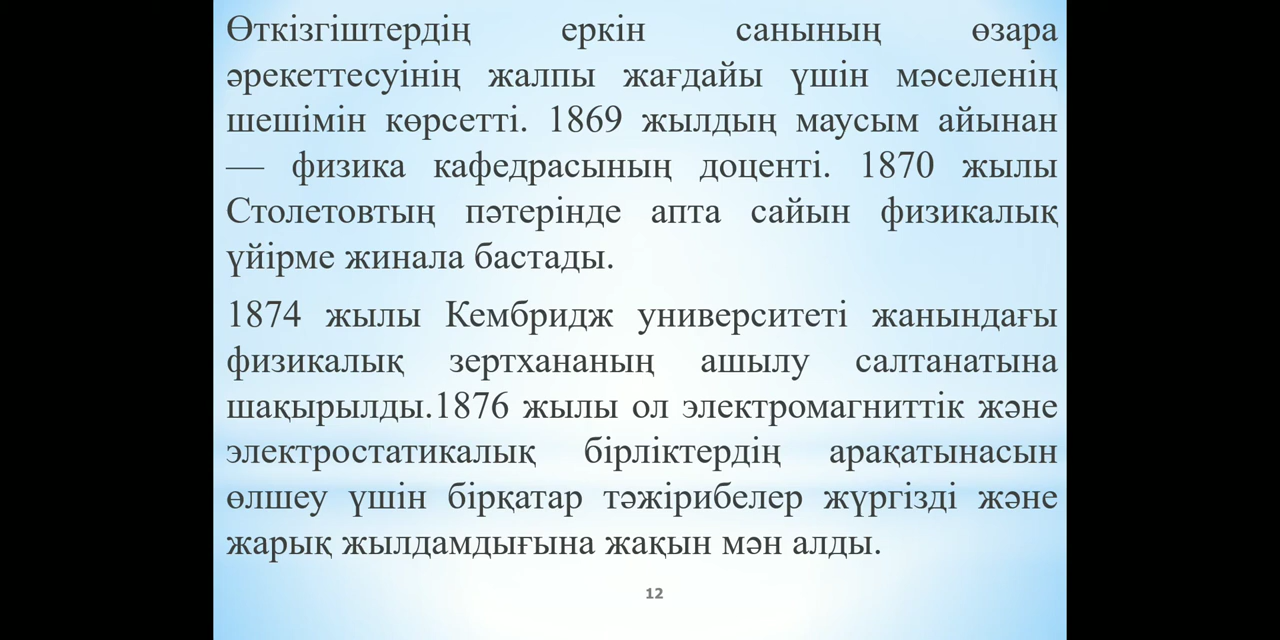 Өткізгіштердің еркін санының өзара
әрекеттесуінің жалпы жағдайы үшін мәселенің
шешімін көрсетті. 1869 жылдың маусым айынан
— физика кафедрасының доценті. 1870 жылы
Столетовтың пәтерінде апта сайын физикалық
үйірме жинала бастады.
1874 жылы Кембридж университеті жанындағы
физикалық зертхананың ашылу салтанатына
шақырылды.1876 жылы ол электромагниттік және
электростатикалық бірліктердің арақатынасын
өлшеу үшін бірқатар тәжірибелер жүргізді және
жарық жылдамдығына жақын мән алды.
12